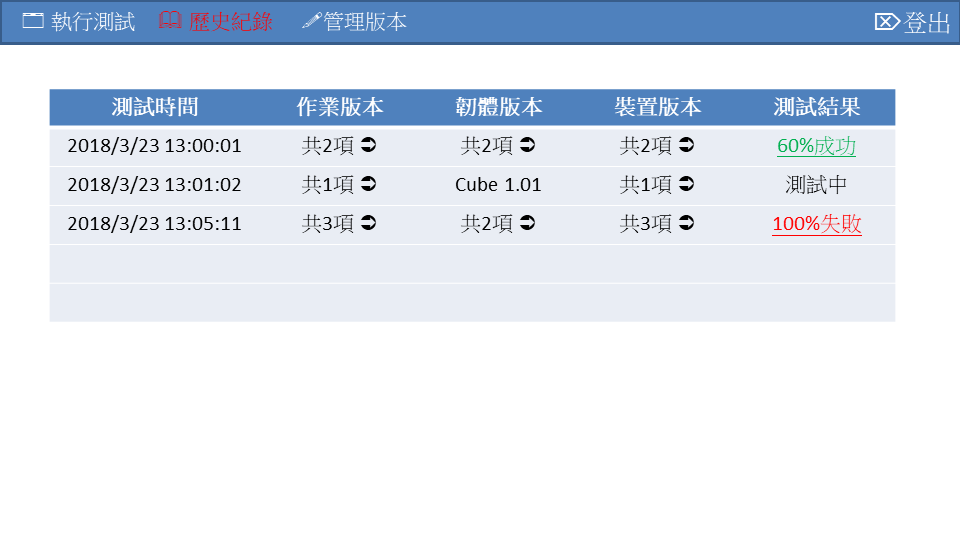 執行測試 歷史紀錄 管理版本 登出
測試時間 作業版本 韌體版本 裝置版本 測試結果
2018/3/23 13:00:01 共2項 共2項 共2項 60%成功
2018/3/23 13:01:02 共1項 Cube 1.01 共1項 測試中
2018/3/23 13:05:11 共3項 共2項 共3項 100%失敗